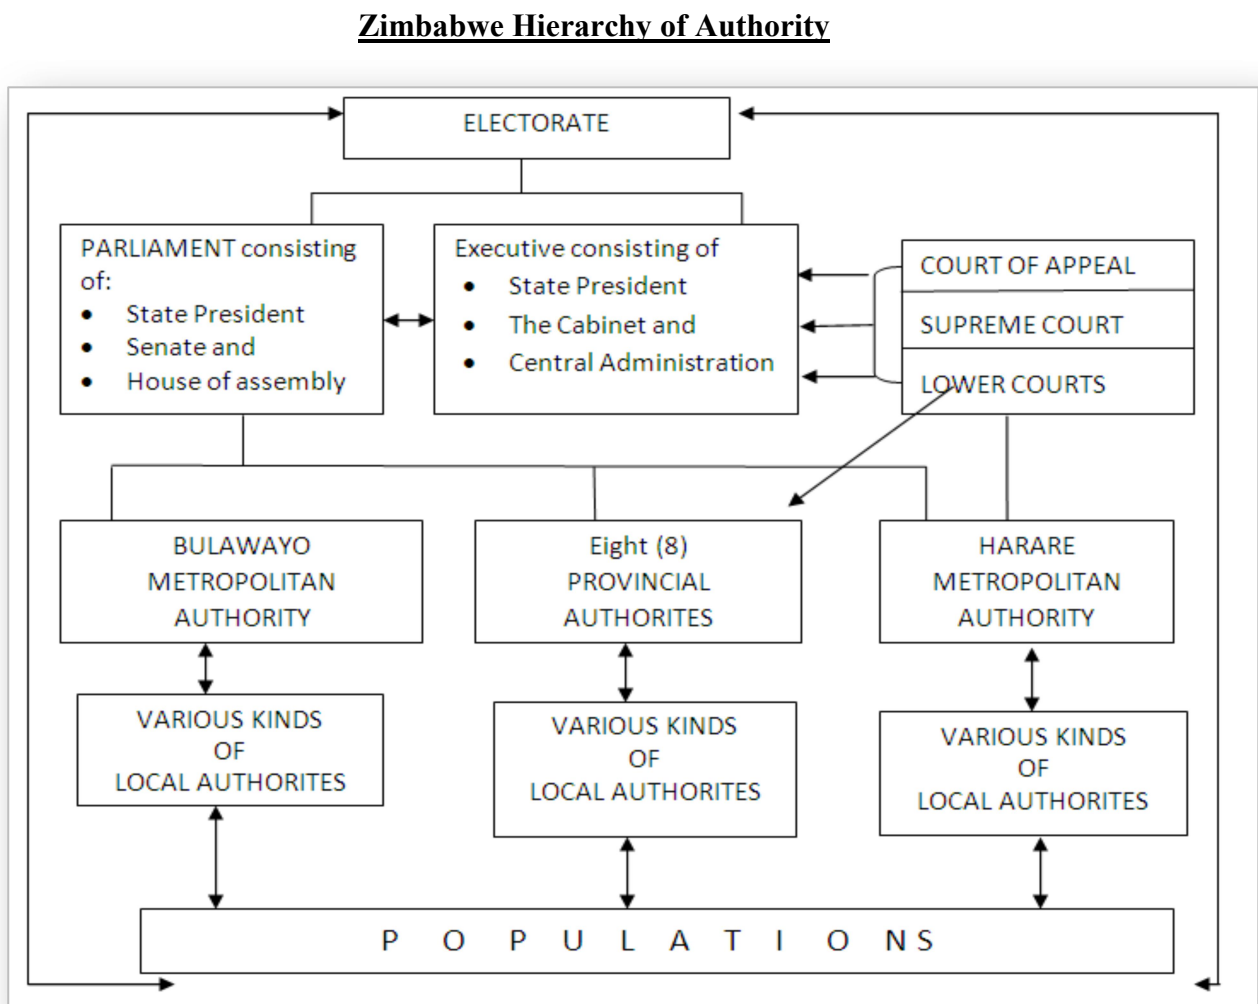 Zimbabwe Hierarchy of Authority
ELECTORATE
PARLIAMENT consisting
of:
• State President
• Senate and
• House of assembly
Executive consisting of
• State President
• The Cabinet and
• Central Administration
COURT OF APPEAL
SUPREME COURT
LOWER COURTS
BULAWAYO
METROPOLITAN
AUTHORITY
Eight (8)
PROVINCIAL
AUTHORITES
HARARE
METROPOLITAN
AUTHORITY
VARIOUS KINDS
OF
LOCAL AUTHORITES
VARIOUS KINDS
OF
LOCAL AUTHORITES
VARIOUS KINDS
OF
LOCAL AUTHORITES
P O P U L A T I O N S